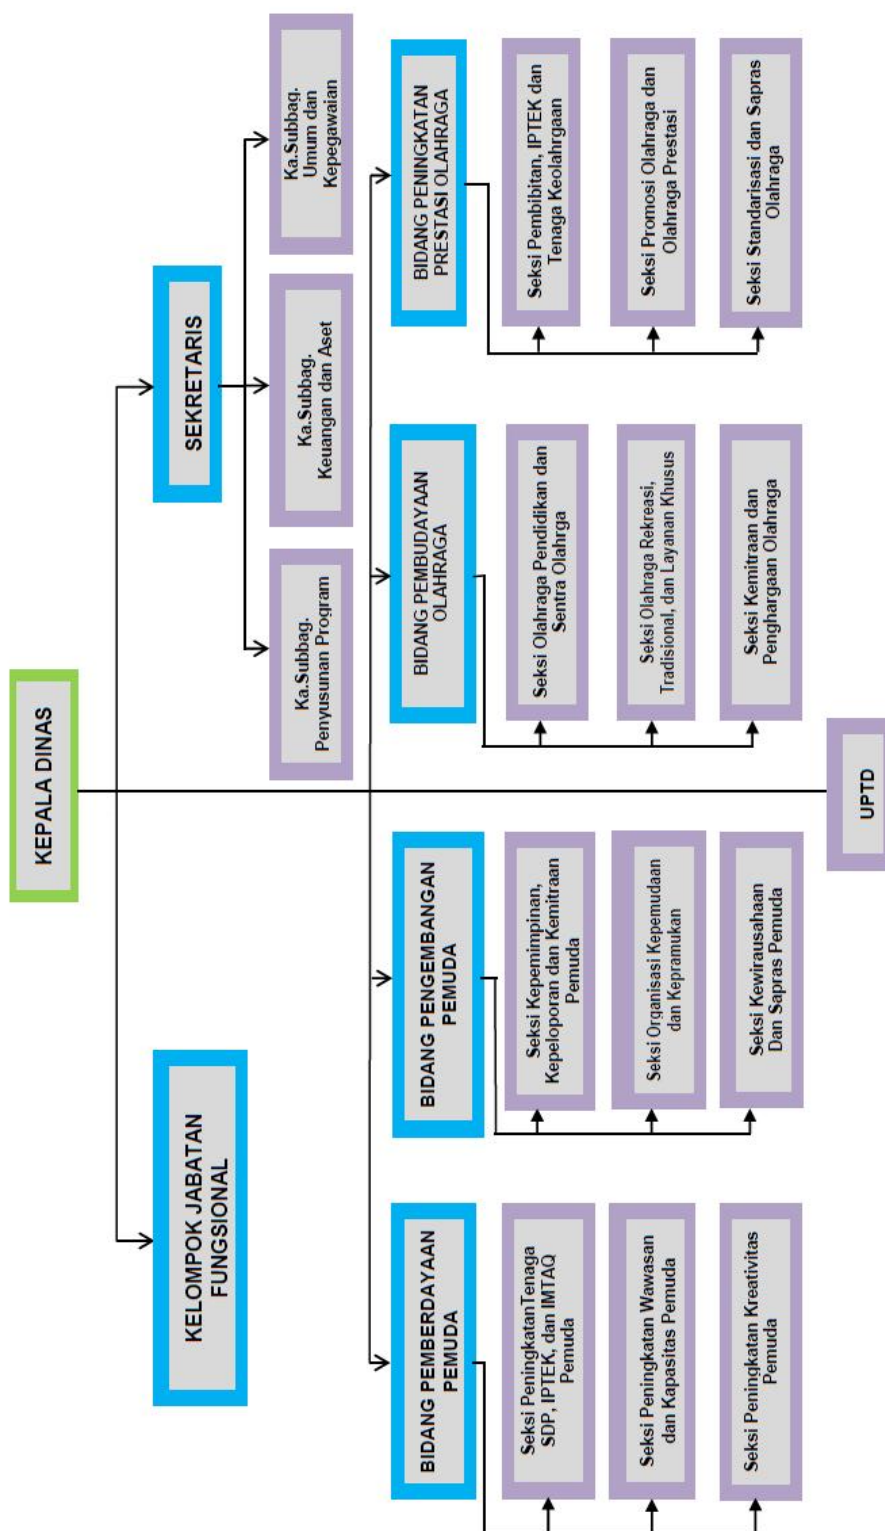 KEPALA DINAS
KELOMPOK JABATAN
FUNGSIONAL
SEKRETARIS
Ka.Subbag.
Penyusunan Program
Ka.Subbag.
Keuangan dan Aset
Ka.Subbag.
Umum dan
Kepegawaian
BIDANG PEMBERDAYAAN
PEMUDA
BIDANG PENGEMBANGAN
PEMUDA
BIDANG PEMBUDAYAAN
OLAHRAGA
BIDANG PENINGKATAN
PRESTASI OLAHRAGA
Seksi PeningkatanTenaga
SDP, IPTEK, dan IMTAQ
Pemuda
Seksi Kepemimpinan,
Kepeloporan dan Kemitraan
Pemuda
Seksi Olahraga Pendidikan dan
Sentra Olahrga
Seksi Pembibitan, IPTEK dan
Tenaga Keolahrgaan
Seksi Peningkatan Wawasan
dan Kapasitas Pemuda
Seksi Organisasi Kepemudaan
dan Kepramukan
Seksi Olahraga Rekreasi,
Tradisional, dan Layanan Khusus
Seksi Promosi Olahraga dan
Olahraga Prestasi
Seksi Peningkatan Kreativitas
Pemuda
Seksi Kewirausahaan
Dan Sapras Pemuda
Seksi Kemitraan dan
Penghargaan Olahraga
Seksi Standarisasi dan Sapras
Olahraga
UPTD